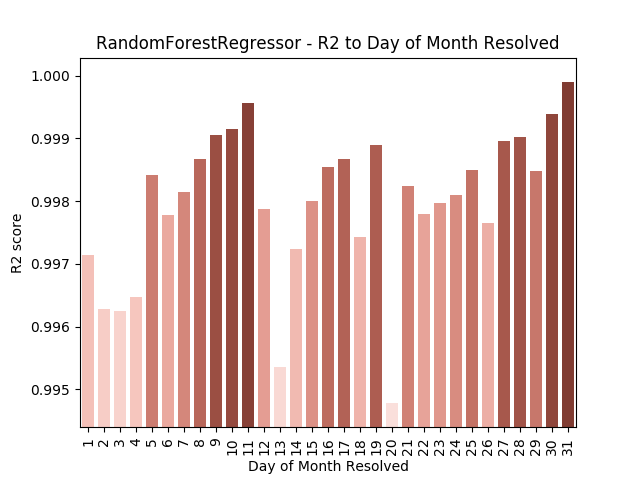 RandomForestRegressor - R2 to Day of Month Resolved
1.000
0.999
0.998
0.997
0.996
0.995
R2 score
1 2 3 4 5 6 7 8 9 10 11 12 13 14 15 16 17 18 19 20 21 22 23 24 25 26 27 28 29 30 31
Day of Month Resolved